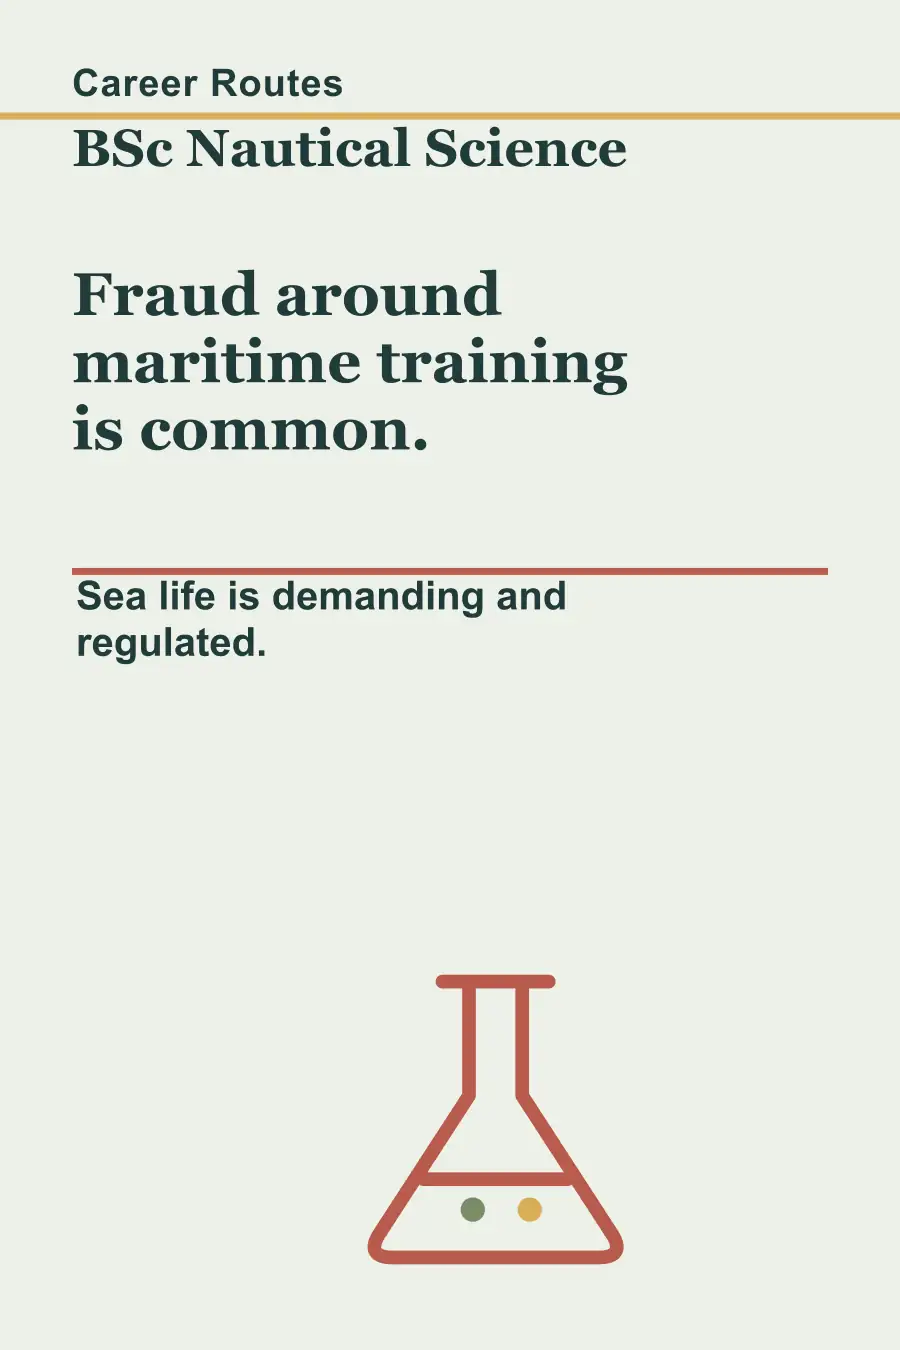 Career Routes
BSc Nautical Science
Fraud around
maritime training
is common.
Sea life is demanding and
regulated.